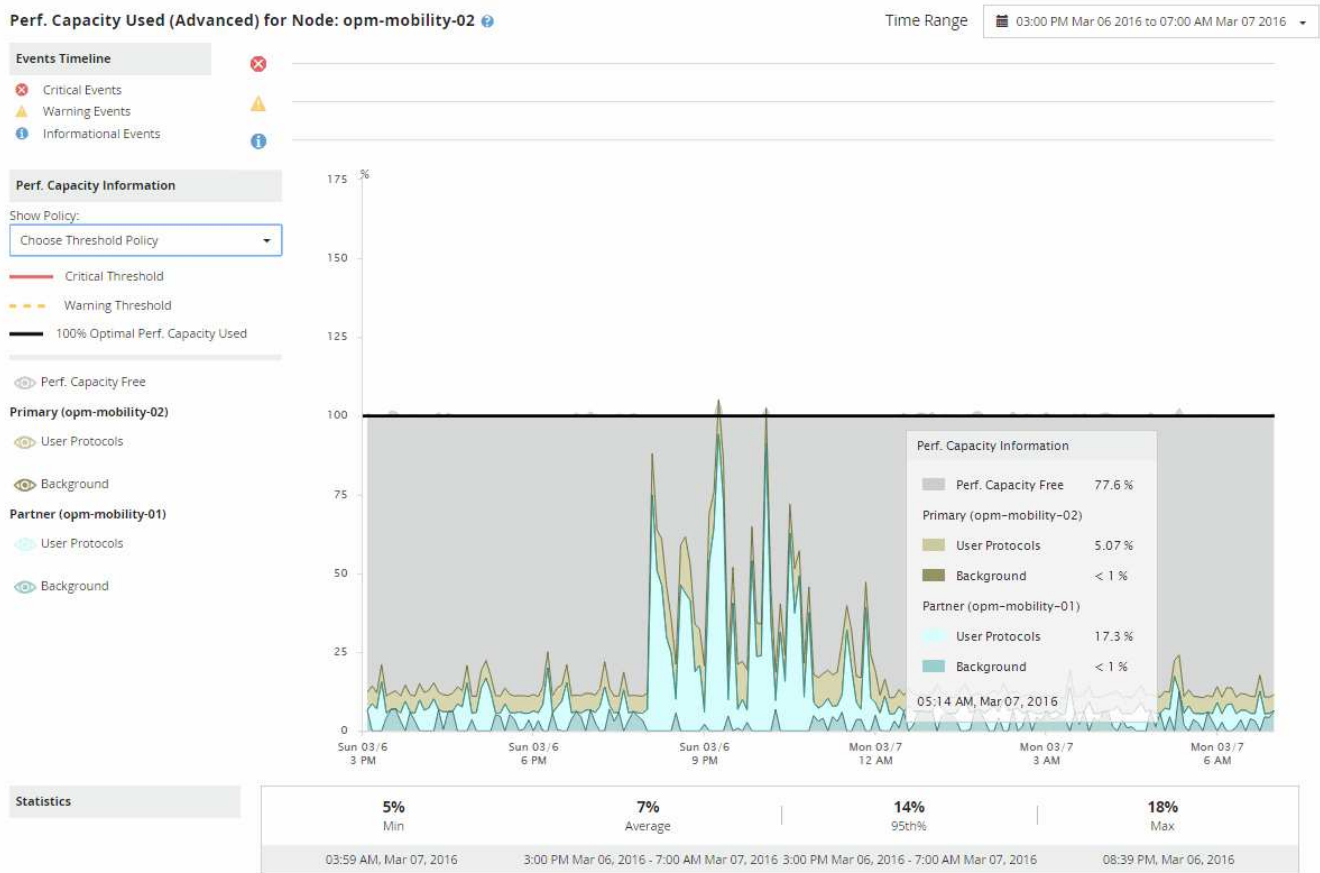 Perf. Capacity Used (Advanced) for Node: opm-mobility-02 ?
Time Range 03:00 PM Mar 06 2016 to 07:00 AM Mar 07 2016
Events Timeline
Critical Events
Warning Events
Informational Events
Perf. Capacity Information
Show Policy:
Choose Threshold Policy
Critical Threshold
Warning Threshold
100% Optimal Perf. Capacity Used
Perf. Capacity Free
Primary (opm-mobility-02)
User Protocols
Background
Partner (opm-mobility-01)
User Protocols
Background
%
175
150
125
100
75
50
25
0
Sun 03/6 Sun 03/6 Sun 03/6 Mon 03/7 Mon 03/7 Mon 03/7
3 PM 6 PM 9 PM 12 AM 3 AM 6 AM
Perf. Capacity Information
Perf. Capacity Free 77.6 %
Primary (opm-mobility-02)
User Protocols 5.07 %
Background < 1 %
Partner (opm-mobility-01)
User Protocols 17.3 %
Background < 1 %
05:14 AM, Mar 07, 2016
Statistics
5% 7% 14% 18%
Min Average 95th% Max
03:59 AM, Mar 07, 2016 3:00 PM Mar 06, 2016 - 7:00 AM Mar 07, 2016 3:00 PM Mar 06, 2016 - 7:00 AM Mar 07, 2016 08:39 PM, Mar 06, 2016